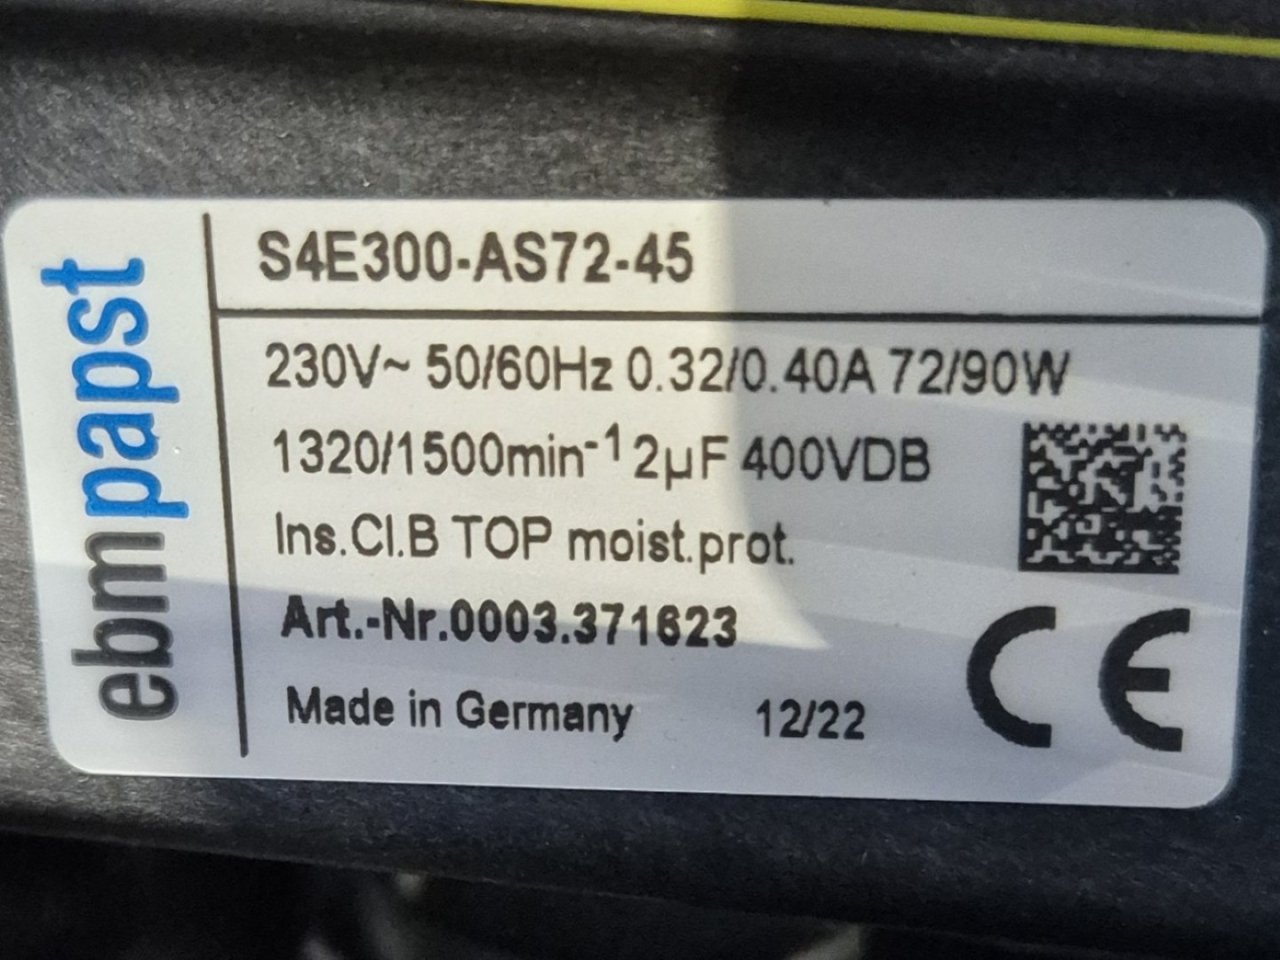 ebmpapst
S4E300-AS72-45
230V~ 50/60Hz 0.32/0.40A 72/90W
1320/1500min⁻¹ 2µF 400VDB
Ins.Cl.B TOP moist.prot.
Art.-Nr.0003.371623
Made in Germany 12/22
CE